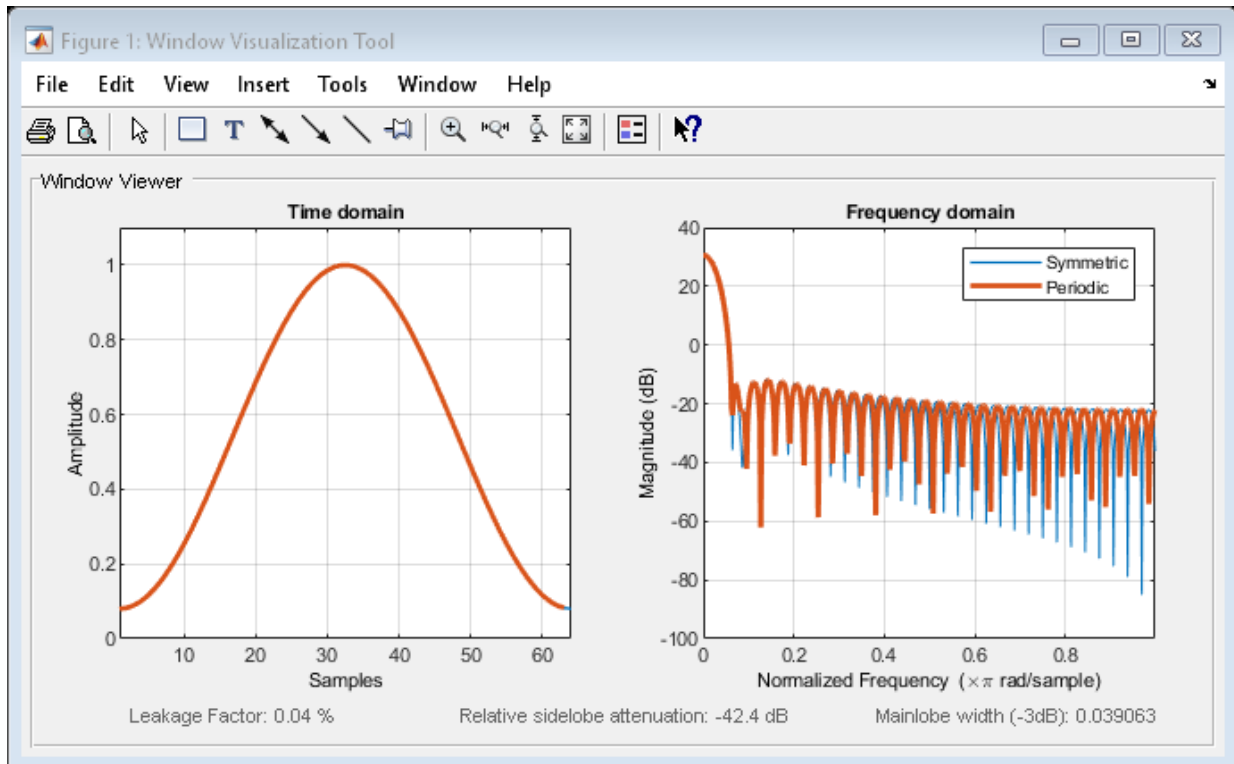 Figure 1: Window Visualization Tool
File Edit View Insert Tools Window Help
T
?
Window Viewer
Time domain
1
0.8
0.6
0.4
0.2
0
Amplitude
10 20 30 40 50 60
Samples
Frequency domain
40
20
0
-20
-40
-60
-80
-100
Magnitude (dB)
Symmetric
Periodic
0 0.2 0.4 0.6 0.8
Normalized Frequency (×π rad/sample)
Leakage Factor: 0.04 %
Relative sidelobe attenuation: -42.4 dB
Mainlobe width (-3dB): 0.039063